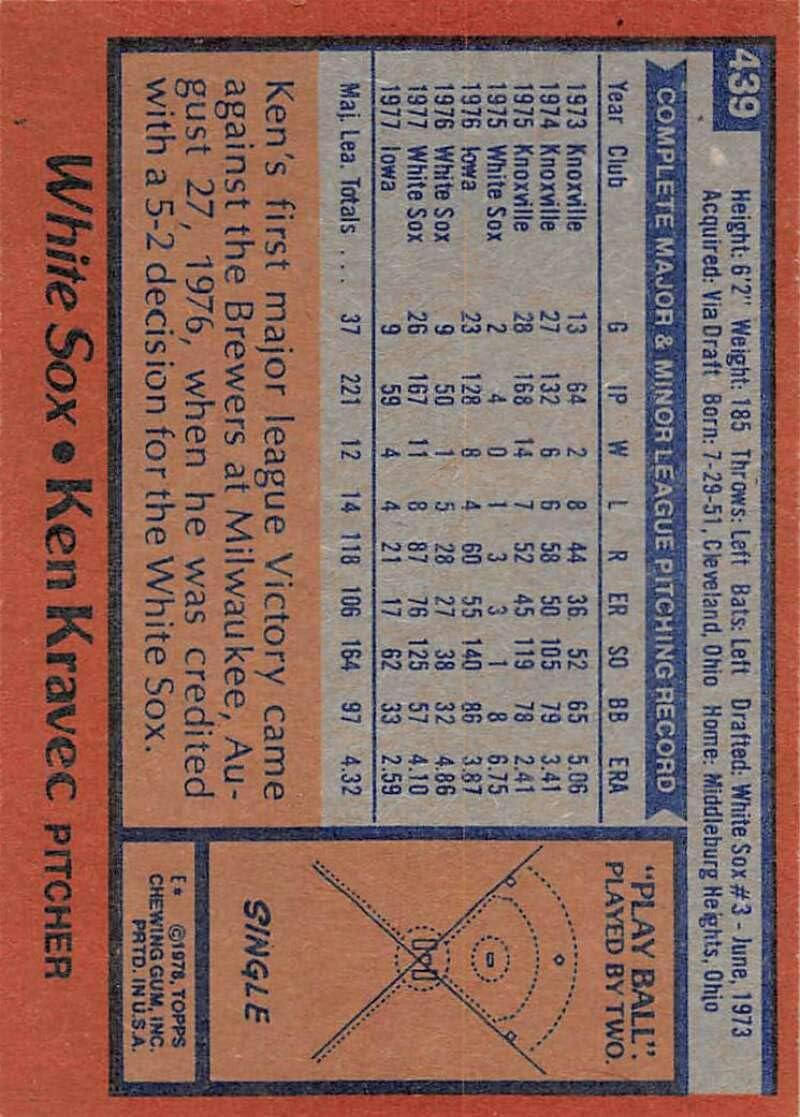 439
Height: 6'2" Weight: 185 Throws: Left Bats: Left Drafted: White Sox #3 - June, 1973
Acquired: Via Draft Born: 7-29-51, Cleveland, Ohio Home: Middleburg Heights, Ohio
COMPLETE MAJOR & MINOR LEAGUE PITCHING RECORD
Year Club G IP W L R ER SO BB ERA
1973 Knoxville 13 64 2 8 44 36 52 65 5.06
1974 Knoxville 27 132 6 6 58 50 105 79 3.41
1975 Knoxville 28 168 14 7 52 45 119 78 2.41
1975 White Sox 2 4 0 1 3 3 1 8 6.75
1976 Iowa 23 128 8 4 60 55 140 86 3.87
1976 White Sox 9 50 1 5 28 27 38 32 4.86
1977 White Sox 26 167 11 8 87 76 125 57 4.10
1977 Iowa 9 59 4 4 21 17 62 33 2.59
Maj. Lea. Totals .... 37 221 12 14 118 106 164 97 4.32
Ken's first major league Victory came
against the Brewers at Milwaukee, Au-
gust 27, 1976, when he was credited
with a 5-2 decision for the White Sox.
"PLAY BALL":
PLAYED BY TWO.
SINGLE
E* ©1978, TOPPS
CHEWING GUM, INC.
PRTD. IN U.S.A.
White Sox • Ken Kravec PITCHER